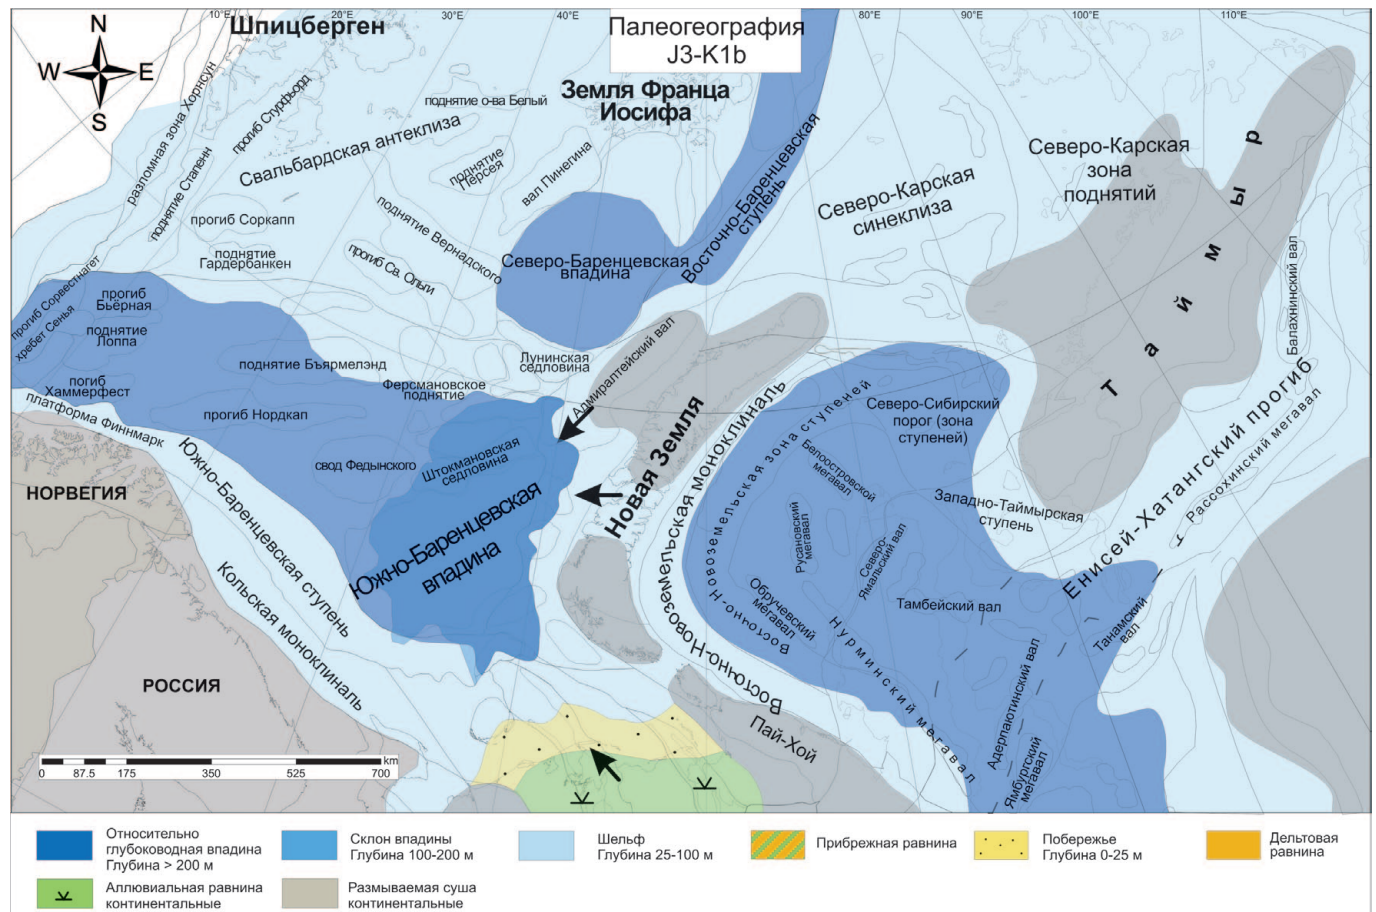 10°E
20°E
30°E
40°E
80°E
90°E
100°E
110°E
Палеогеография
J3-K1b
N
W
E
S
Шпицберген
Земля Франца
Иосифа
разломная зона Хорнсун
прогиб Стурфьорд
поднятие о-ва Белый
Свальбардская антеклиза
поднятие
Персея
вал Пинегина
поднятие Стапенн
прогиб Соркапп
поднятие
Гардербанкен
поднятие Вернадского
прогиб Св. Ольги
Северо-Баренцевская
впадина
Восточно-Баренцевская
ступень
Северо-Карская
синеклиза
Северо-Карская
зона
поднятий
Таймыр
Балахнинский вал
прогиб Сорвестнагет
хребет Сенья
прогиб
Бьёрная
поднятие
Лоппа
погиб
Хаммерфест
платформа Финнмарк
поднятие Бъярмелэнд
прогиб Нордкап
Ферсмановское
поднятие
Лунинская
седловина
Адмиралтейский вал
свод Федынского
Штокмановская
седловина
Южно-Баренцевская
впадина
Новая Земля
Южно-Баренцевская ступень
Кольская моноклиналь
НОРВЕГИЯ
РОССИЯ
Восточно-Новоземельская моноклиналь
Восточно-Новоземельская зона ступеней
Северо-Сибирский
порог (зона
ступеней)
Белоостровской
мегавал
Русановский
мегавал
Северо-
Ямальский вал
Западно-Таймырская
ступень
Обручевский
мегавал
Тамбейский вал
Нурминский мегавал
Енисей-Хатангский прогиб
Рассохинский мегавал
Танамский
вал
Адерпаютинский вал
Ямбургский
мегавал
Пай-Хой
км
0
87.5
175
350
525
700
Относительно
глубоководная впадина
Глубина > 200 м
Склон впадины
Глубина 100-200 м
Шельф
Глубина 25-100 м
Прибрежная равнина
Побережье
Глубина 0-25 м
Дельтовая
равнина
Аллювиальная равнина
континентальные
Размываемая суша
континентальные